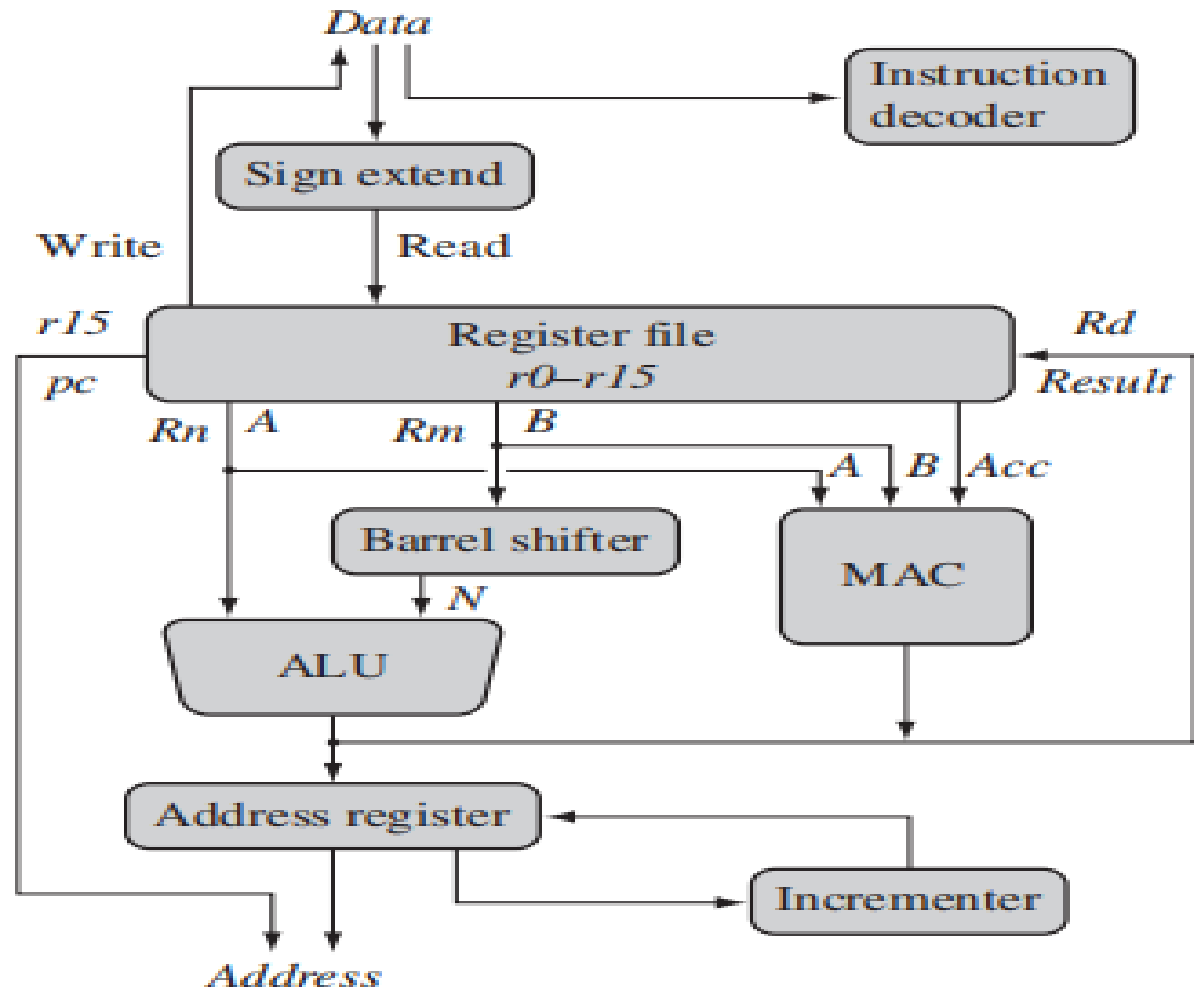 Data
Instruction
decoder
Sign extend
Write
Read
r15
pc
Register file
r0–r15
Rd
Result
Rn
A
Rm
B
A
B
Acc
Barrel shifter
MAC
N
ALU
Address register
Incrementer
Address